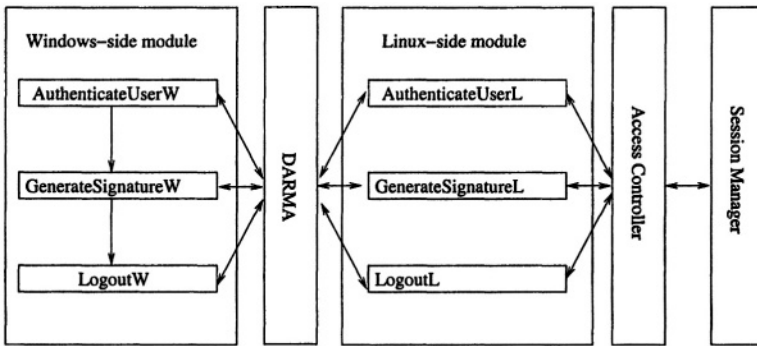 Windows-side module
AuthenticateUserW
GenerateSignatureW
LogoutW
DARMA
Linux-side module
AuthenticateUserL
GenerateSignatureL
LogoutL
Access Controller
Session Manager